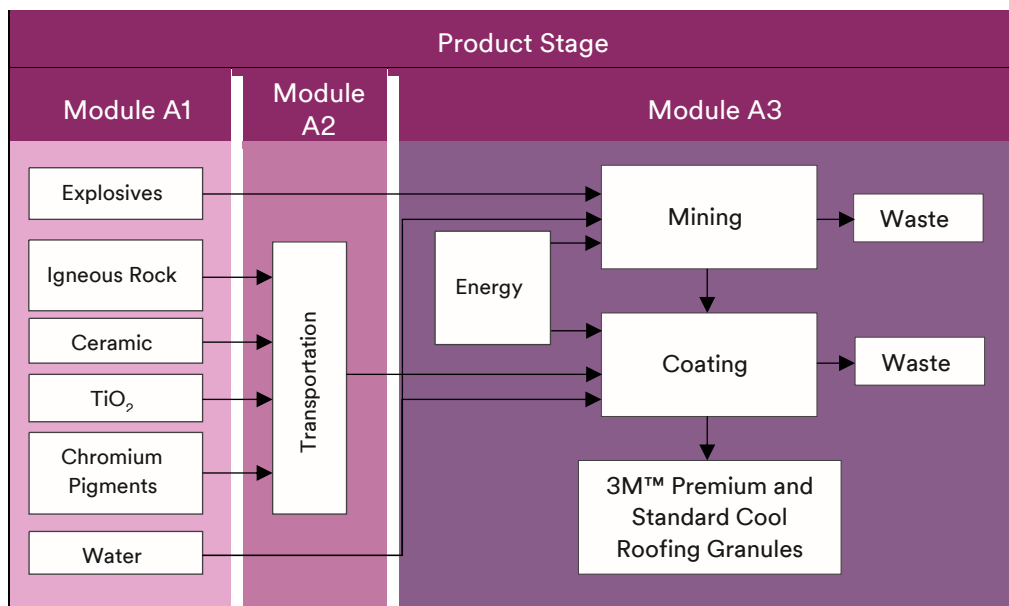 Product Stage
Module A1
Module
A2
Module A3
Explosives
Igneous Rock
Ceramic
TiO₂
Chromium
Pigments
Water
Transportation
Energy
Mining
Waste
Coating
Waste
3M™ Premium and
Standard Cool
Roofing Granules